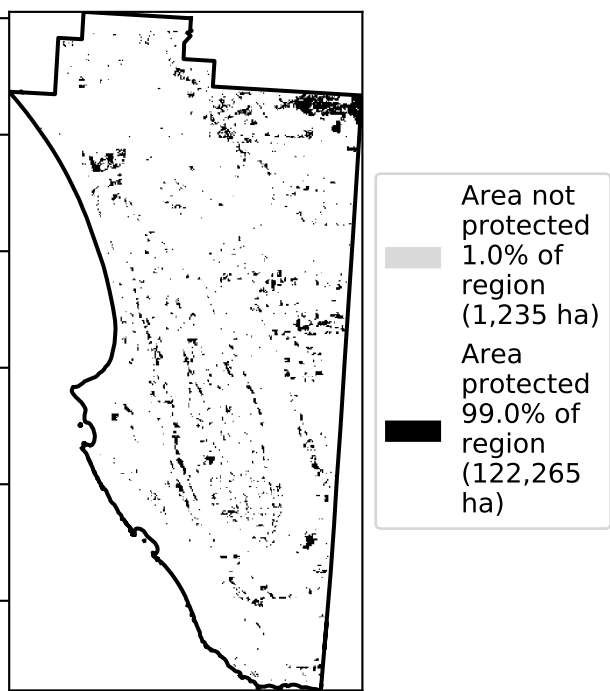 Area not
protected
1.0% of
region
(1,235 ha)
Area
protected
99.0% of
region
(122,265
ha)